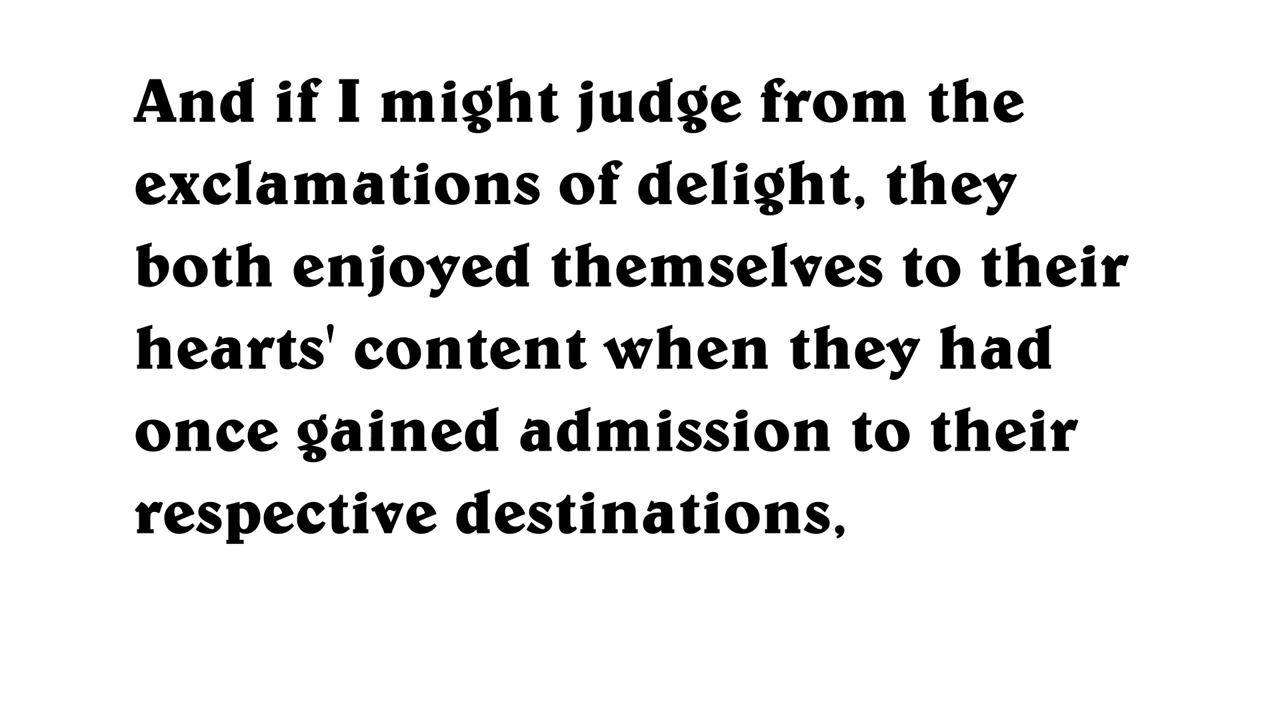 And if I might judge from the
exclamations of delight, they
both enjoyed themselves to their
hearts' content when they had
once gained admission to their
respective destinations,